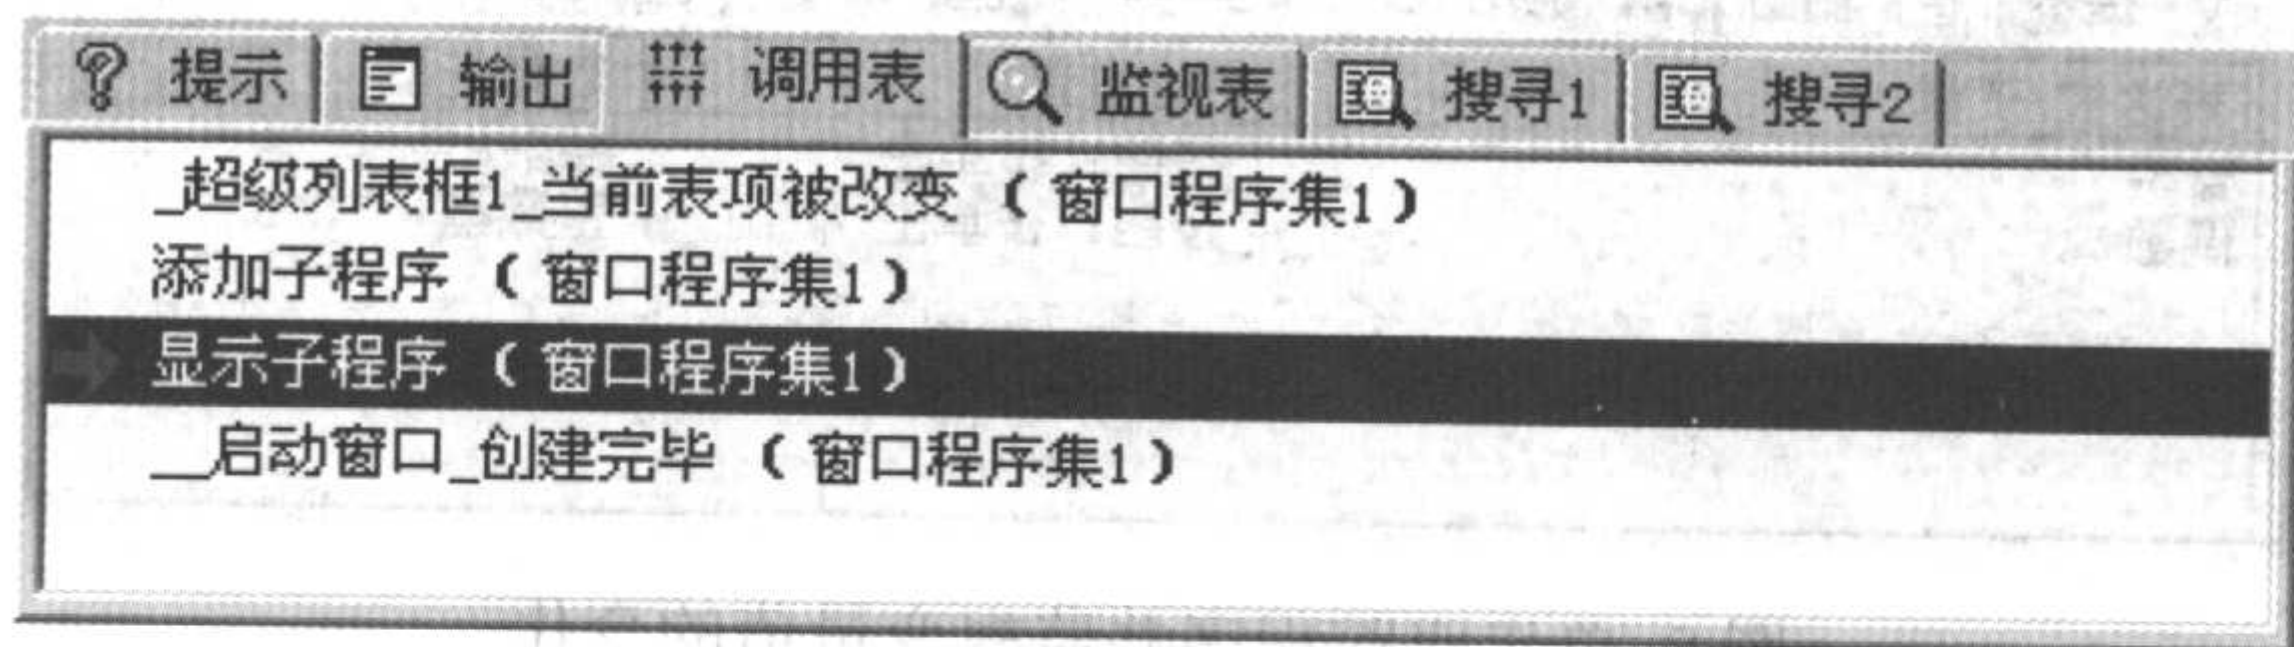 提示 输出 调用表 监视表 搜寻1 搜寻2
_超级列表框1_当前表项被改变 ( 窗口程序集1 )
添加子程序 ( 窗口程序集1 )
显示子程序 ( 窗口程序集1 )
__启动窗口_创建完毕 ( 窗口程序集1 )